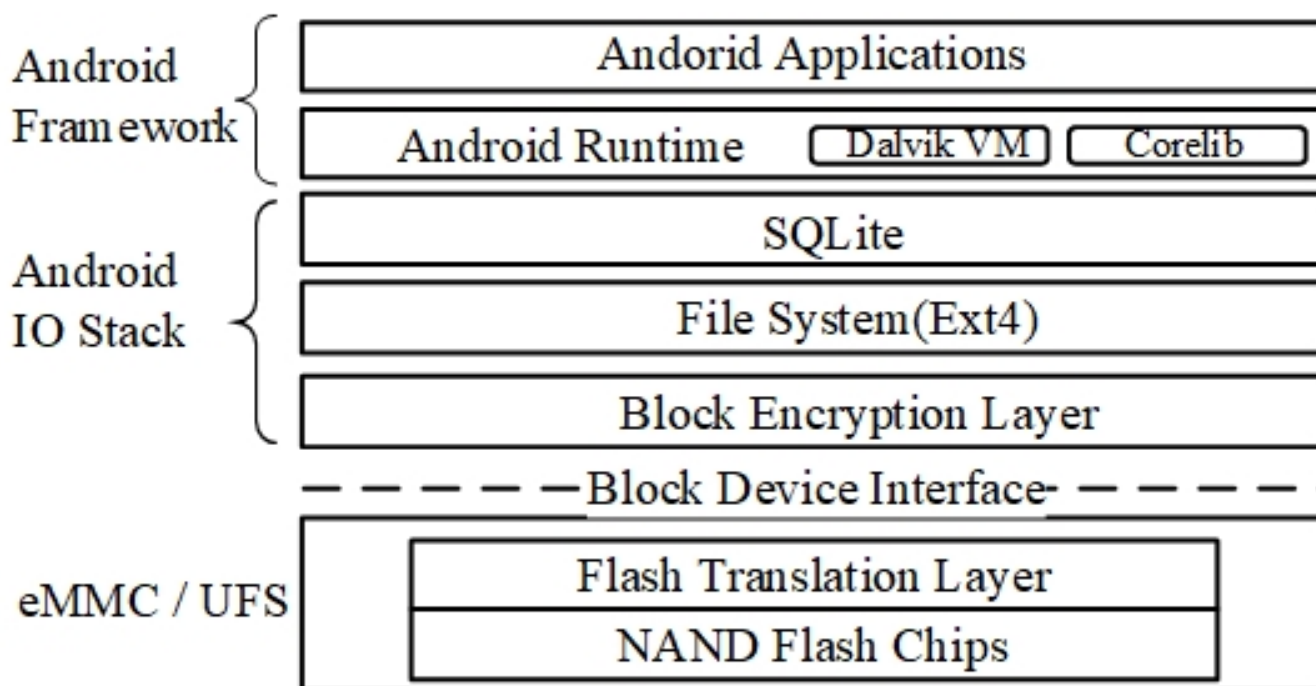 Android
Framework
Andorid Applications
Android Runtime
Dalvik VM
Corelib
Android
IO Stack
SQLite
File System(Ext4)
Block Encryption Layer
Block Device Interface
eMMC / UFS
Flash Translation Layer
NAND Flash Chips